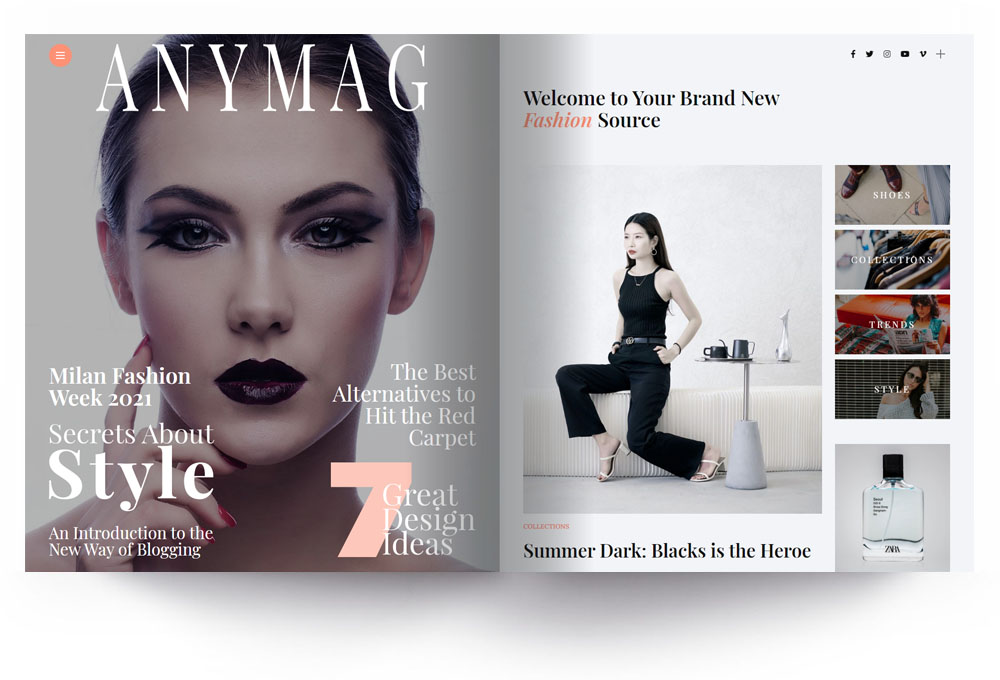 ANYMAG
Milan Fashion
Week 2021
Secrets About
Style
An Introduction to the
New Way of Blogging
The Best
Alternatives to
Hit the Red
Carpet
7
Great
Design
Ideas
Welcome to Your Brand New
Fashion Source
COLLECTIONS
Summer Dark: Blacks is the Heroe
SHOES
COLLECTIONS
TRENDS
STYLE
ZARA